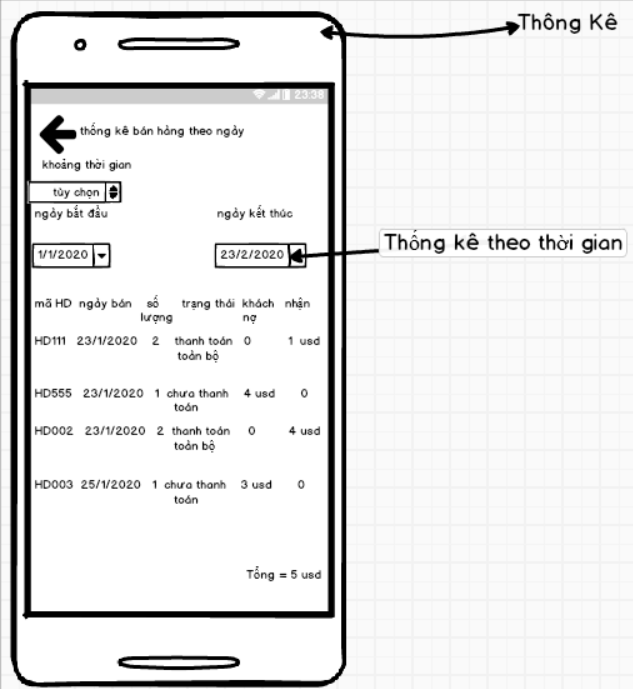 Thông Kê
23:38
thống kê bán hàng theo ngày
khoảng thời gian
tùy chọn
ngày bắt đầu ngày kết thúc
1/1/2020 23/2/2020
Thống kê theo thời gian
mã HD ngày bán số lượng trạng thái khách nợ nhận
HD111 23/1/2020 2 thanh toán toàn bộ 0 1 usd
HD555 23/1/2020 1 chưa thanh toán 4 usd 0
HD002 23/1/2020 2 thanh toán toàn bộ 0 4 usd
HD003 25/1/2020 1 chưa thanh toán 3 usd 0
Tổng = 5 usd